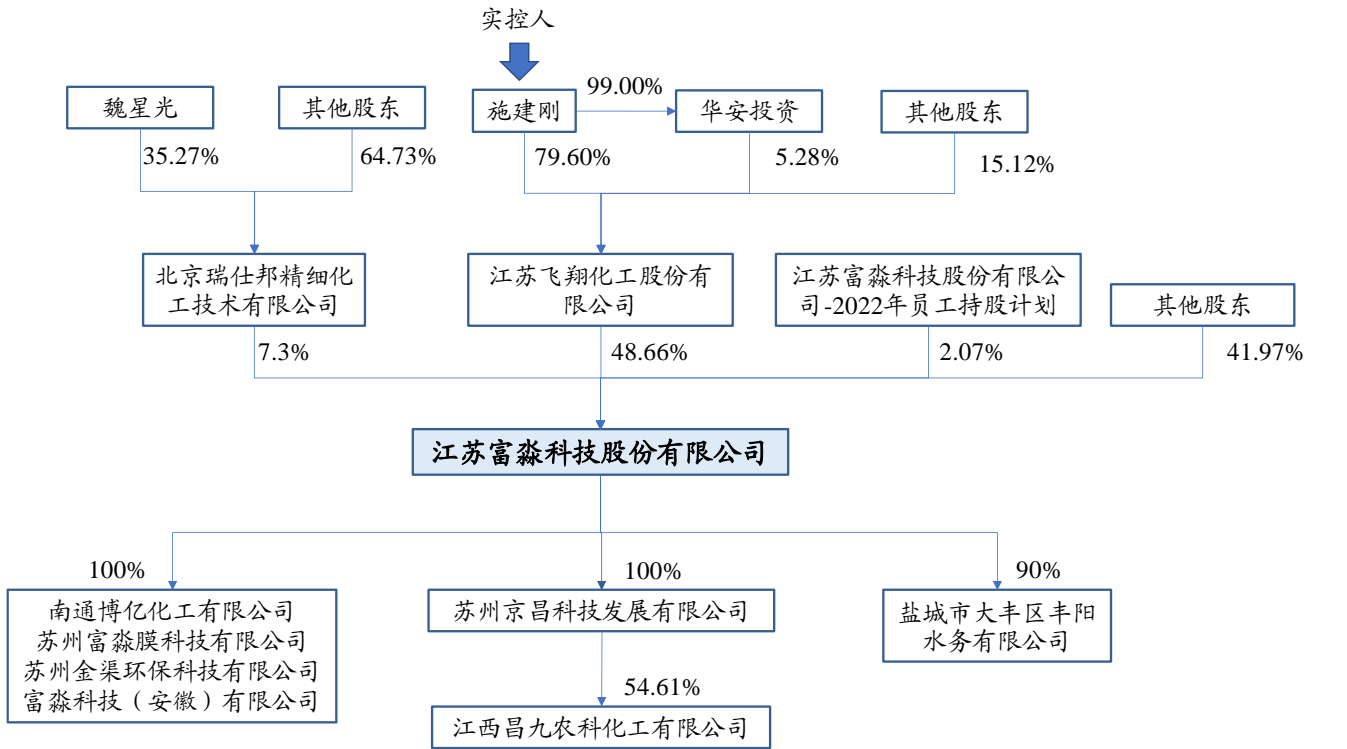 实控人
99.00%
魏星光
其他股东
施建刚
华安投资
其他股东
35.27%
64.73%
79.60%
5.28%
15.12%
北京瑞仕邦精细化
工技术有限公司
江苏飞翔化工股份有
限公司
江苏富淼科技股份有限公
司-2022年员工持股计划
其他股东
7.3%
48.66%
2.07%
41.97%
江苏富淼科技股份有限公司
100%
100%
90%
南通博亿化工有限公司
苏州富淼膜科技有限公司
苏州金渠环保科技有限公司
富淼科技（安徽）有限公司
苏州京昌科技发展有限公司
盐城市大丰区丰阳
水务有限公司
54.61%
江西昌九农科化工有限公司